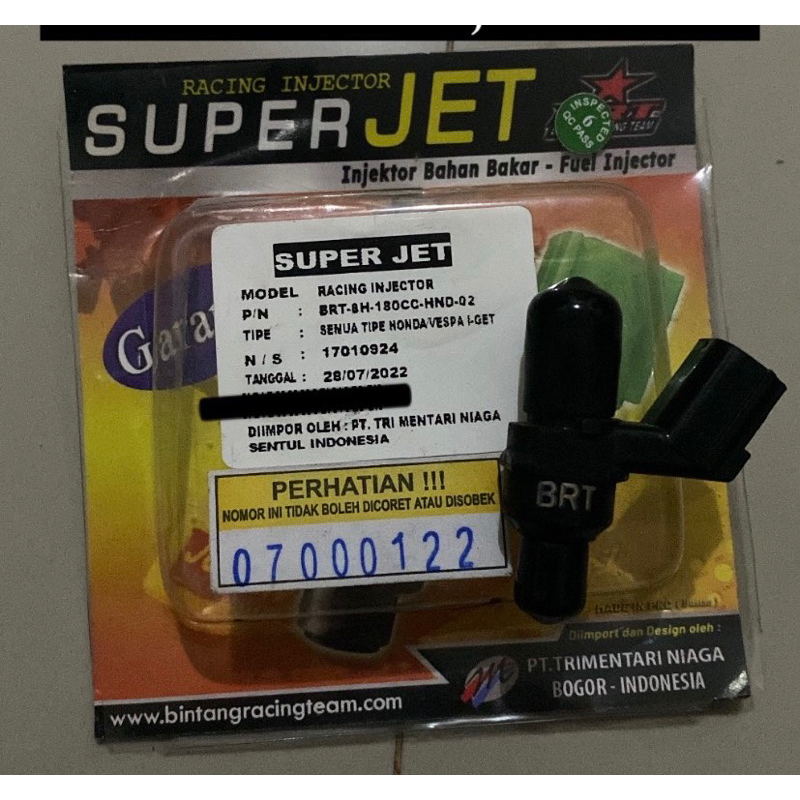 RACING INJECTOR
SUPERJET
INSPECTED
6
QC PASS
Injektor Bahan Bakar - Fuel Injector
SUPER JET
MODEL RACING INJECTOR
P/N : BRT-8H-180CC-HND-02
TIPE : SEMUA TIPE HONDA/VESPA I-GET
N / S : 17010924
TANGGAL : 28/07/2022
DIIMPOR OLEH : PT. TRI MENTARI NIAGA
SENTUL INDONESIA
PERHATIAN !!!
NOMOR INI TIDAK BOLEH DICORET ATAU DISOBEK
07000122
BRT
Diimport dan Design oleh :
PT.TRIMENTARI NIAGA
BOGOR - INDONESIA
www.bintangracingteam.com